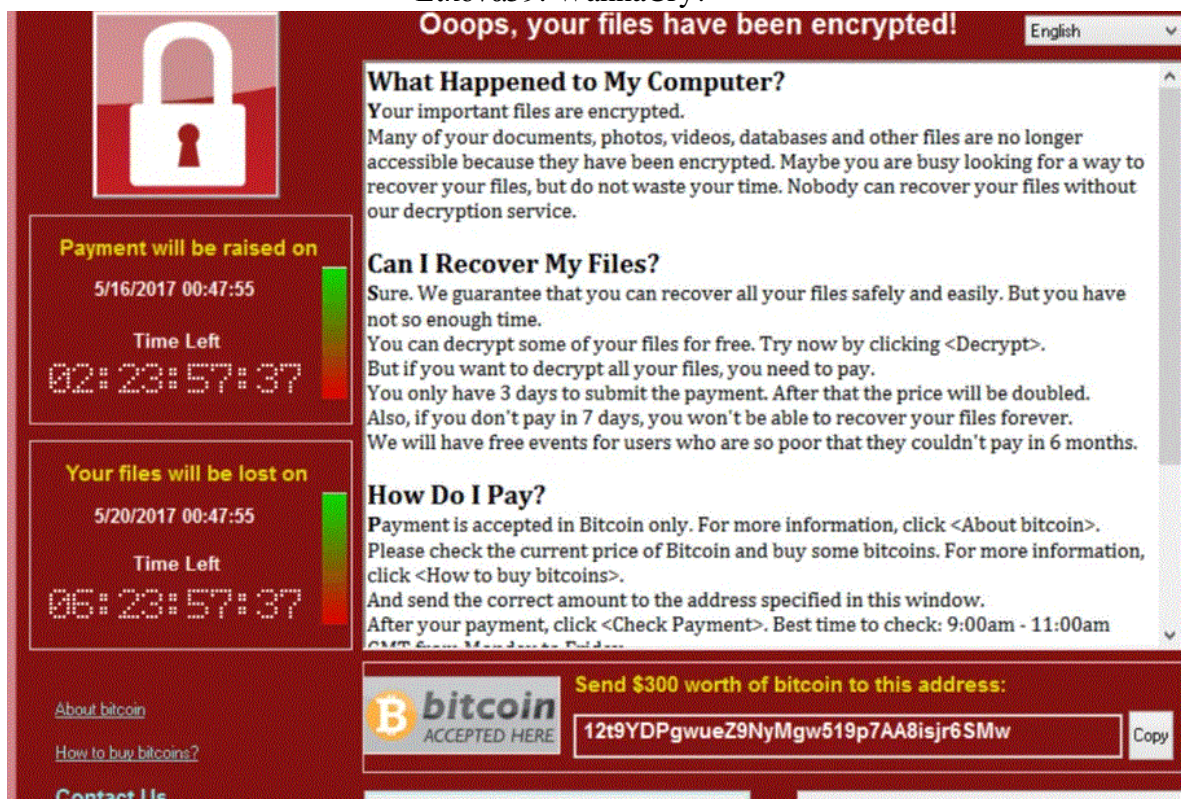 Ooops, your files have been encrypted!
English
What Happened to My Computer?
Your important files are encrypted.
Many of your documents, photos, videos, databases and other files are no longer
accessible because they have been encrypted. Maybe you are busy looking for a way to
recover your files, but do not waste your time. Nobody can recover your files without
our decryption service.
Can I Recover My Files?
Sure. We guarantee that you can recover all your files safely and easily. But you have
not so enough time.
You can decrypt some of your files for free. Try now by clicking <Decrypt>.
But if you want to decrypt all your files, you need to pay.
You only have 3 days to submit the payment. After that the price will be doubled.
Also, if you don't pay in 7 days, you won't be able to recover your files forever.
We will have free events for users who are so poor that they couldn't pay in 6 months.
How Do I Pay?
Payment is accepted in Bitcoin only. For more information, click <About bitcoin>.
Please check the current price of Bitcoin and buy some bitcoins. For more information,
click <How to buy bitcoins>.
And send the correct amount to the address specified in this window.
After your payment, click <Check Payment>. Best time to check: 9:00am - 11:00am
GMT from Monday to Friday
Payment will be raised on
5/16/2017 00:47:55
Time Left
02:23:57:37
Your files will be lost on
5/20/2017 00:47:55
Time Left
06:23:57:37
About bitcoin
How to buy bitcoins?
Contact Us
bitcoin
ACCEPTED HERE
Send $300 worth of bitcoin to this address:
12t9YDPgwueZ9NyMgw519p7AA8isjr6SMw
Copy